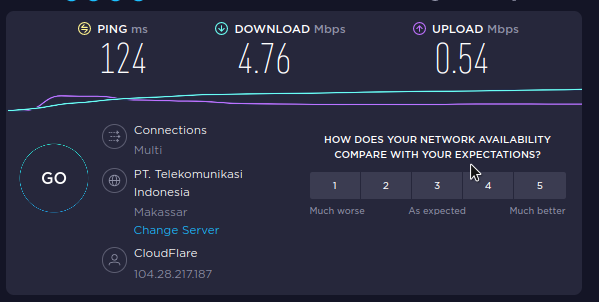 PING ms
DOWNLOAD Mbps
UPLOAD Mbps
124
4.76
0.54
GO
Connections
Multi
PT. Telekomunikasi
Indonesia
Makassar
Change Server
CloudFlare
104.28.217.187
HOW DOES YOUR NETWORK AVAILABILITY
COMPARE WITH YOUR EXPECTATIONS?
1 2 3 4 5
Much worse As expected Much better